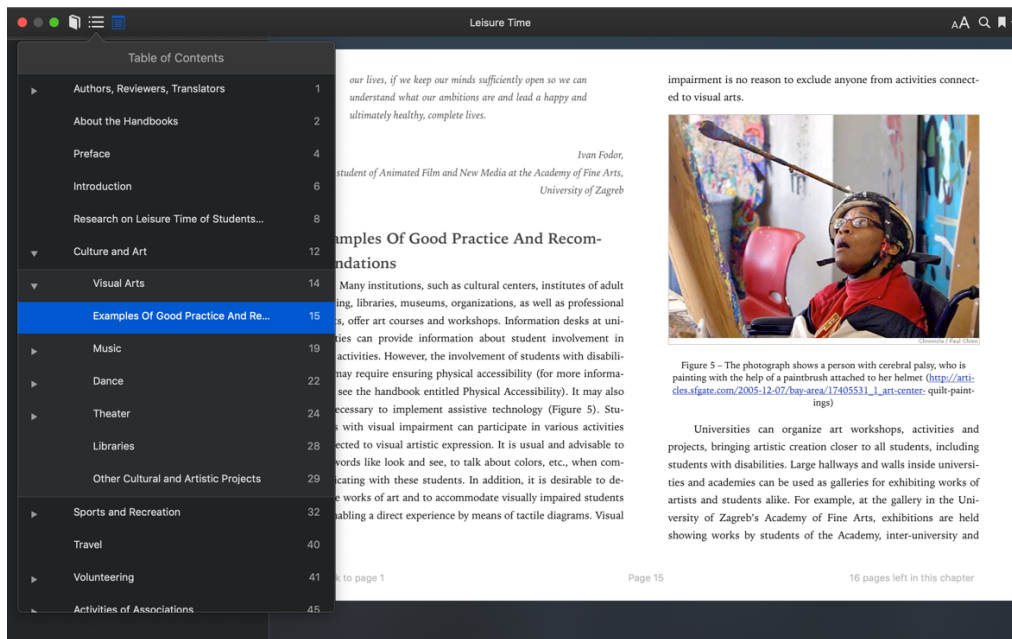 Leisure Time
AA
Table of Contents
Authors, Reviewers, Translators 1
About the Handbooks 2
Preface 4
Introduction 6
Research on Leisure Time of Students... 8
Culture and Art 12
Visual Arts 14
Examples Of Good Practice And Re... 15
Music 19
Dance 22
Theater 24
Libraries 28
Other Cultural and Artistic Projects 29
Sports and Recreation 32
Travel 40
Volunteering 41
Activities of Associations 45
our lives, if we keep our minds sufficiently open so we can
understand what our ambitions are and lead a happy and
ultimately healthy, complete lives.
Ivan Fodor,
student of Animated Film and New Media at the Academy of Fine Arts,
University of Zagreb
amples Of Good Practice And Recom-
ndations
Many institutions, such as cultural centers, institutes of adult
ing, libraries, museums, organizations, as well as professional
s, offer art courses and workshops. Information desks at uni-
ties can provide information about student involvement in
activities. However, the involvement of students with disabili-
may require ensuring physical accessibility (for more informa-
see the handbook entitled Physical Accessibility). It may also
ecessary to implement assistive technology (Figure 5). Stu-
s with visual impairment can participate in various activities
ected to visual artistic expression. It is usual and advisable to
words like look and see, to talk about colors, etc., when com-
icating with these students. In addition, it is desirable to de-
e works of art and to accommodate visually impaired students
nabling a direct experience by means of tactile diagrams. Visual
impairment is no reason to exclude anyone from activities connect-
ed to visual arts.
Chronicle / Paul Chinn
Figure 5 – The photograph shows a person with cerebral palsy, who is
painting with the help of a paintbrush attached to her helmet (http://arti-
cles.sfgate.com/2005-12-07/bay-area/17405531_1_art-center- quilt-paint-
ings)
Universities can organize art workshops, activities and
projects, bringing artistic creation closer to all students, including
students with disabilities. Large hallways and walls inside universi-
ties and academies can be used as galleries for exhibiting works of
artists and students alike. For example, at the gallery in the Uni-
versity of Zagreb's Academy of Fine Arts, exhibitions are held
showing works by students of the Academy, inter-university and
k to page 1
Page 15
16 pages left in this chapter